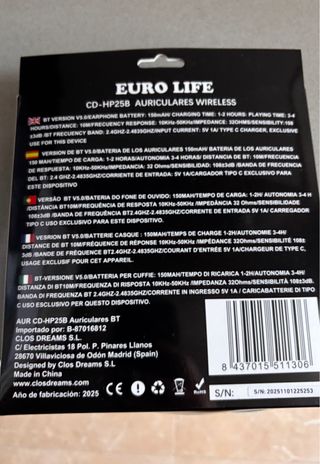 EURO LIFE
CD-HP25B AURICULARES WIRELESS
BT VERSION V5.0/EARPHONE BATTERY: 150mAH/ CHARGING TIME: 1-2 HOURS/ PLAYING TIME: 3-4
HOURS/DISTANCE: 10M/FREQUENCY RESPONSE: 10KHz-50KHz/IMPEDANCE: 32OHMS/SENSIBILITY:108
±3dB /BT FRECUENCY BAND: 2.4GHZ-2.4835GHZ/INPUT CURRENT: 5V 1A/ TYPE C CHARGER, EXCLUSIVE
USE FOR THIS DEVICE
VERSION BT V5.0/BATERIA DE LOS AURICULARES 150mAH/ BATERIA DE LOS AURICULARES
150 MAH/TIEMPO DE CARGA: 1-2 HORAS/AUTONOMIA 3-4 HORAS/ DISTANCIA DE BT: 10M/FRECUENCIA
DE RESPUESTA: 10KHz-50KHz/IMPEDANCIA: 32 Ohms/SENSIBILIDAD: 108±3dB/BANDA DE FRECUENCIA
DEL BT: 2.4 GHZ-2.4835GHZ/CORRIENTE DE ENTRADA: 5V 1A/CARGADOR TIPO C EXCLUSIVO PARA
ESTE DISPOSITIVO
VERSÃO BT V5.0/BATERIA DO FONE DE OUVIDO: 150MAH/TEMPO DE CARGA: 1-2H/ AUTONOMIA 3-4 H
/DISTÂNCIA BT10M/FREQUÊNCIA DE RESPOSTA 10KHz-50KHz/IMPEDÂNCIA 32 Ohms/SENSIBILIDADE
108±3dB /BANDA DE FREQUENCIA BT2.4GHZ-2.4835GHZ/CORRENTE DE ENTRADA 5V 1A/ CARREGADOR
TIPO C USO EXCLUSIVO PARA ESTE DISPOSITIVO.
VERSION BT V5.0/BATTERIE CASQUE : 150MAH/TEMPS DE CHARGE 1-2H/AUTONOMIE 3-4H/
DISTANCE DE BT 10M/FRÉQUENCE DE RÉPONSE 10KHz-50KHz /IMPÉDANCE 32Ohms/SENSIBILITÉ 108±
3dB /BANDE DE FREQUENCE BT2.4GHZ-2.4835GHZ/COURANT D'ENTRÉE 5V 1A/CHARGEUR DE TYPE C,
USAGE EXCLUSIF POUR CET APPAREIL.
BT-VERSIONE V5.0/BATTERIA PER CUFFIE: 150MAH/TEMPO DI RICARICA 1-2H/AUTONOMIA 3-4H/
DISTANZA DI BT10M/FREQUENZA DI RISPOSTA 10KHz-50KHz /IMPEDANZA 32Ohms/SENSIBILITÀ 108±3dB.
BANDA DI FREQUENZA BT2.4GHZ-2.4835GHZ/CORRENTE IN INGRESSO 5V 1A / CARICABATTERIE DI TIPO
C USO ESCLUSIVO PER QUESTO DISPOSITIVO.
AUR CD-HP25B Auriculares BT
Importado por: B-87016812
CLOS DREAMS S.L.
C/ Electricistas 18 Pol. P. Pinares Llanos
28670 Villaviciosa de Odón Madrid (Spain)
Designed by Clos Dreams S.L.
Made in China
www.closdreams.com
Año de fabricación: 2025
CE
RoHS
8 437015 511306
S/N:
S/N: 20251101225253